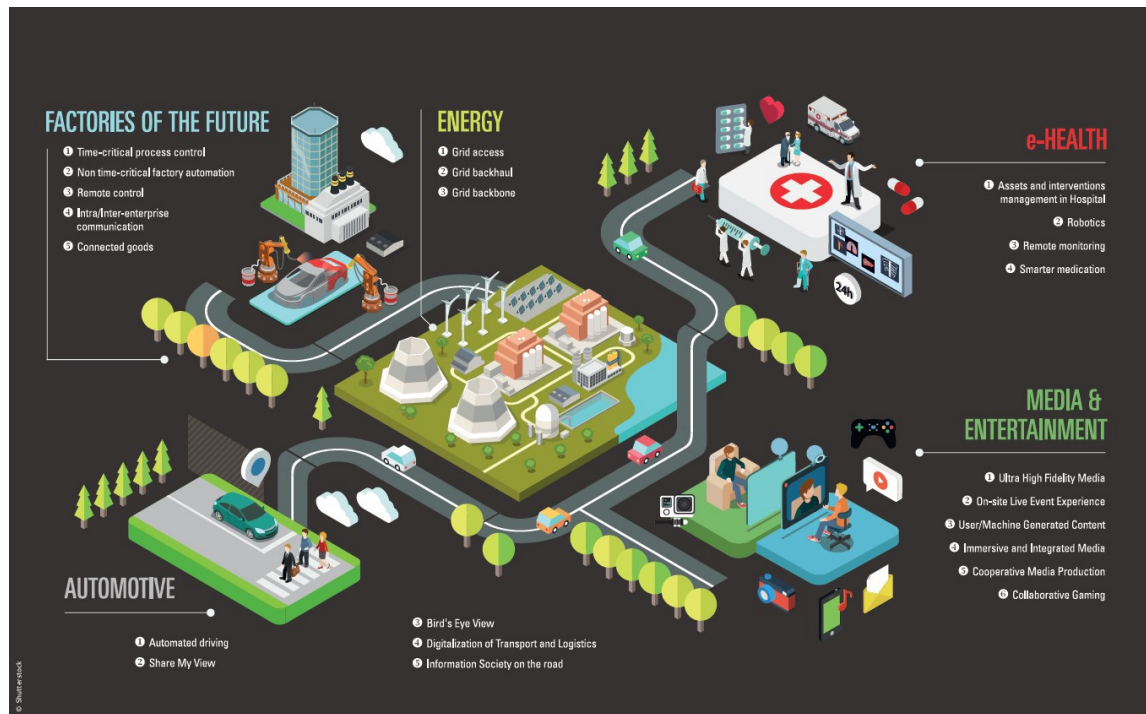 FACTORIES OF THE FUTURE
❶ Time-critical process control
❷ Non time-critical factory automation
❸ Remote control
❹ Intra/Inter-enterprise
communication
❺ Connected goods
ENERGY
❶ Grid access
❷ Grid backhaul
❸ Grid backbone
e-HEALTH
❶ Assets and interventions
management in Hospital
❷ Robotics
❸ Remote monitoring
❹ Smarter medication
24h
MEDIA &
ENTERTAINMENT
❶ Ultra High Fidelity Media
❷ On-site Live Event Experience
❸ User/Machine Generated Content
❹ Immersive and Integrated Media
❺ Cooperative Media Production
❻ Collaborative Gaming
AUTOMOTIVE
❶ Automated driving
❷ Share My View
❸ Bird's Eye View
❹ Digitalization of Transport and Logistics
❺ Information Society on the road
© Shutterstock